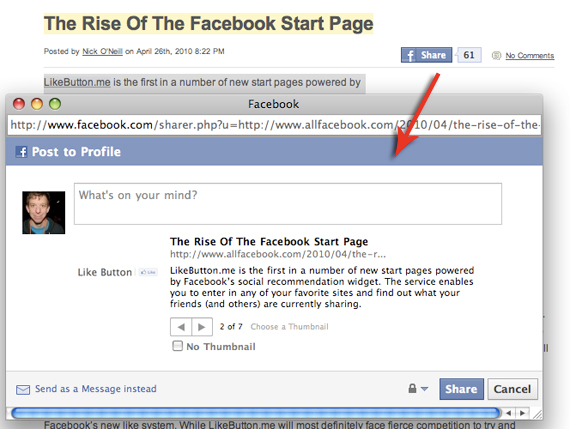 The Rise Of The Facebook Start Page
Posted by Nick O'Neill on April 26th, 2010 8:22 PM
Share 61 No Comments
LikeButton.me is the first in a number of new start pages powered by
Facebook
http://www.facebook.com/sharer.php?u=http://www.allfacebook.com/2010/04/the-rise-of-the-
Post to Profile
What's on your mind?
The Rise Of The Facebook Start Page
http://www.allfacebook.com/2010/04/the-r...
Like Button Like
LikeButton.me is the first in a number of new start pages powered
by Facebook's social recommendation widget. The service enables
you to enter in any of your favorite sites and find out what your
friends (and others) are currently sharing.
2 of 7 Choose a Thumbnail
No Thumbnail
Send as a Message instead
Share Cancel
Facebook's new like system. While LikeButton.me will most definitely face fierce competition to try and